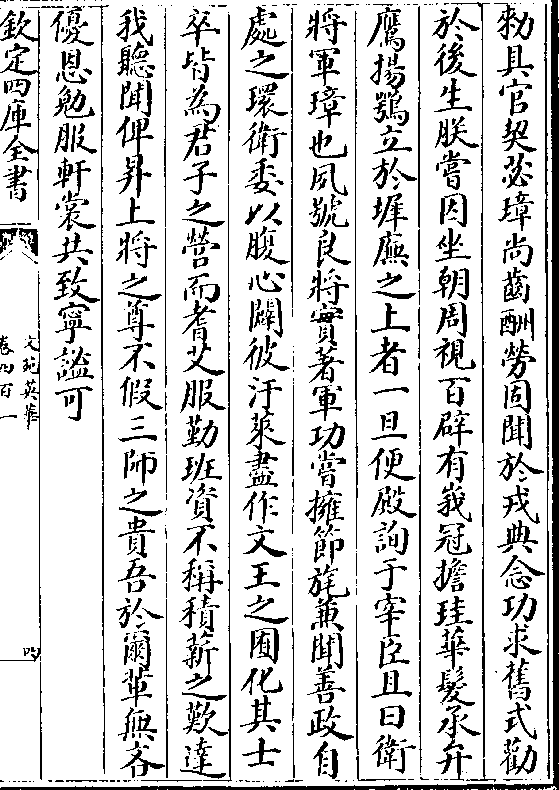 勅具官契苾璋尚齒酬勞固聞於戎典念功求舊式勸
於後生朕嘗因坐朝周視百辟有峩冠擔珪華髮承弁
鷹揚鶚立於墀廡之上者一旦便殿詢于宰臣且曰衛
將軍璋也夙號良將實著軍功嘗擁節旄兼聞善政自
處之環衛委以腹心闢彼汙萊盡作文王之囿化其士
卒皆為君子之營而耆艾服勤班資不稱積薪之歎達
我聽聞俾昇上將之尊不假三師之貴吾於爾輩無吝
優恩勉服軒裳共致寧謐可
欽定四庫全書
文苑英華
卷四百一
四